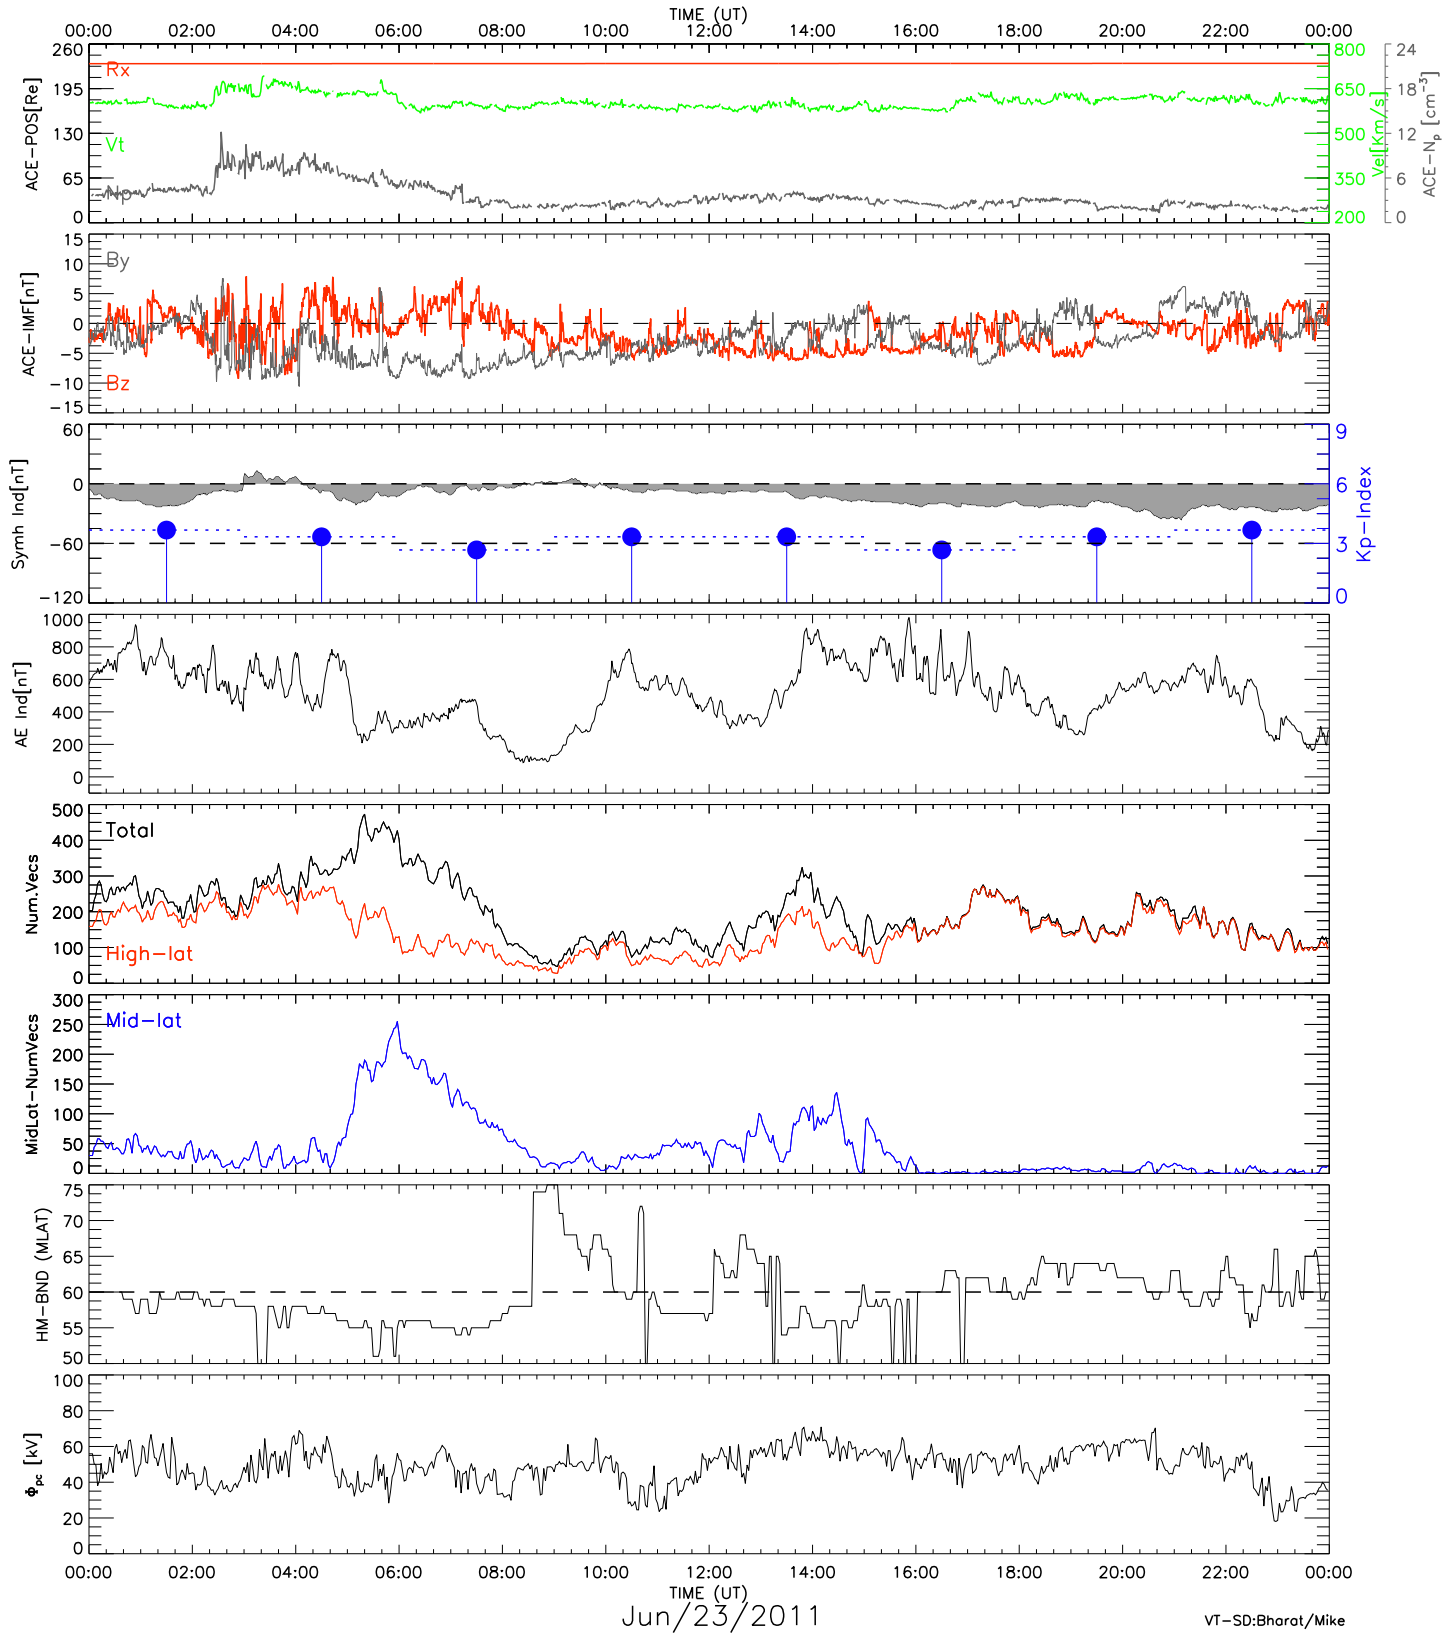 TIME (UT)
00:00 02:00 04:00 06:00 08:00 10:00 12:00 14:00 16:00 18:00 20:00 22:00 00:00
ACE-POS[Re]
260
195
130
65
0
Rx
Vt
Np
800
650
500
350
200
Vel[Km/s]
24
18
12
6
0
ACE-Np [cm-3]
ACE-IMF[nT]
15
10
5
0
-5
-10
-15
By
Bz
Symh Ind[nT]
60
0
-60
-120
9
6
3
0
Kp-Index
AE Ind[nT]
1000
800
600
400
200
0
Num.Vecs
500
400
300
200
100
0
Total
High-lat
MidLat-NumVecs
300
250
200
150
100
50
0
Mid-lat
HM-BND (MLAT)
75
70
65
60
55
50
Φpc [kV]
100
80
60
40
20
0
00:00 02:00 04:00 06:00 08:00 10:00 12:00 14:00 16:00 18:00 20:00 22:00 00:00
TIME (UT)
Jun/23/2011
VT-SD:Bharat/Mike